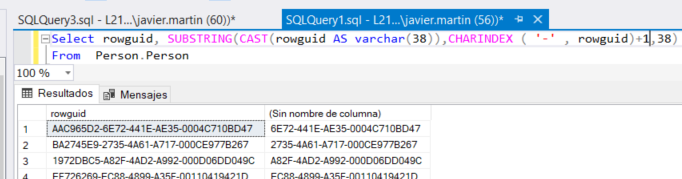 SQLQuery3.sql - L21...\javier.martin (60))*
SQLQuery1.sql - L21...\javier.martin (56))*
Select rowguid, SUBSTRING(CAST(rowguid AS varchar(38)),CHARINDEX ( '-' , rowguid)+1,38)
From Person.Person
100 %
Resultados Mensajes
rowguid (Sin nombre de columna)
1 AAC965D2-6E72-441E-AE35-0004C710BD47 6E72-441E-AE35-0004C710BD47
2 BA2745E9-2735-4A61-A717-000CE977B267 2735-4A61-A717-000CE977B267
3 1972DBC5-A82F-4AD2-A992-000D06DD049C A82F-4AD2-A992-000D06DD049C
4 EF726269-EC88-4899-A35F-00110419421D EC88-4899-A35F-00110419421D